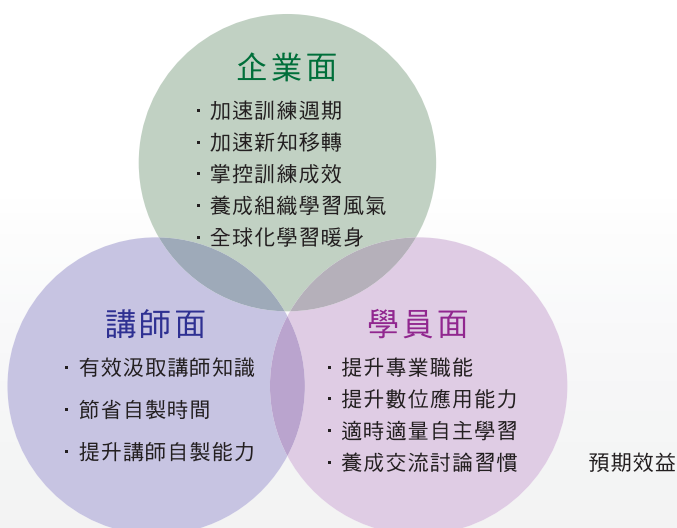 企業面
·加速訓練週期
·加速新知移轉
·掌控訓練成效
·養成組織學習風氣
·全球化學習暖身
講師面
·有效汲取講師知識
·節省自製時間
·提升講師自製能力
學員面
·提升專業職能
·提升數位應用能力
·適時適量自主學習
·養成交流討論習慣
預期效益